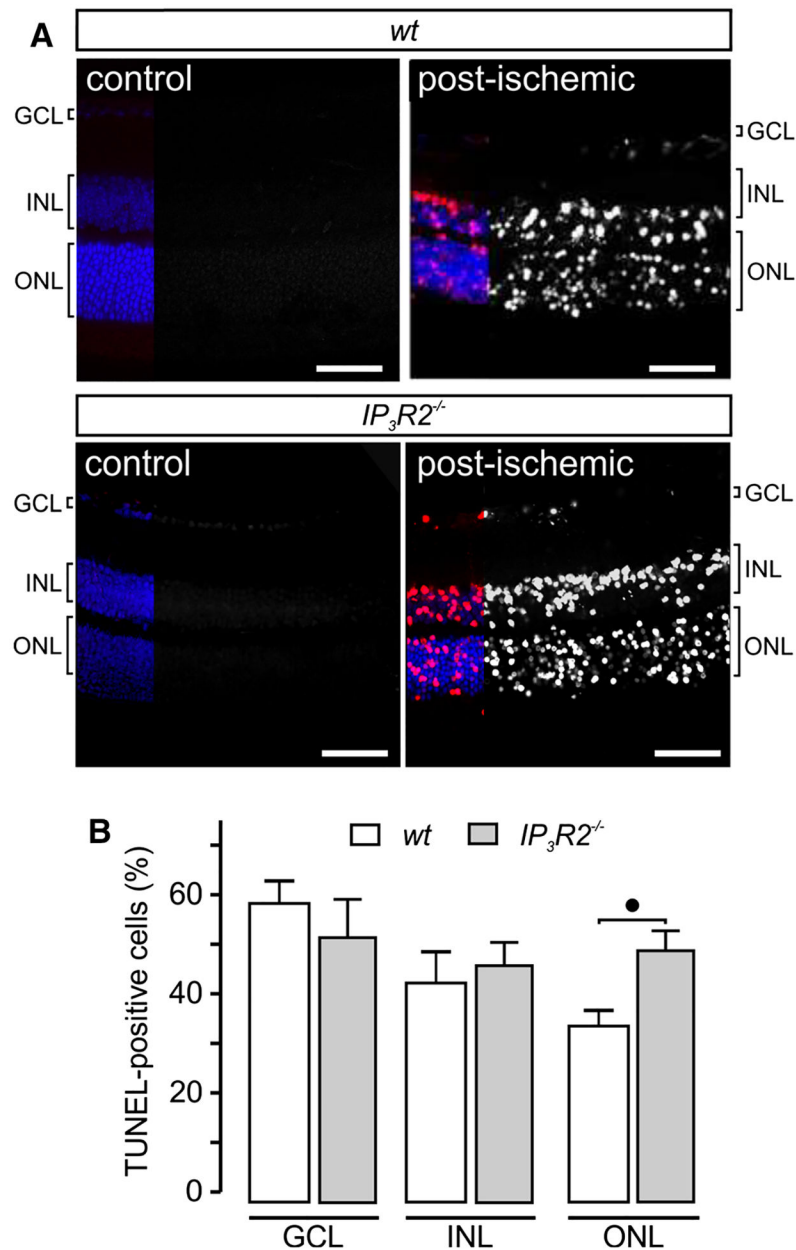 A
wt
control
post-ischemic
GCL
INL
ONL
GCL
INL
ONL
IP₃R2⁻/⁻
control
post-ischemic
GCL
INL
ONL
GCL
INL
ONL
B
wt
IP₃R2⁻/⁻
TUNEL-positive cells (%)
60
40
20
0
GCL
INL
ONL